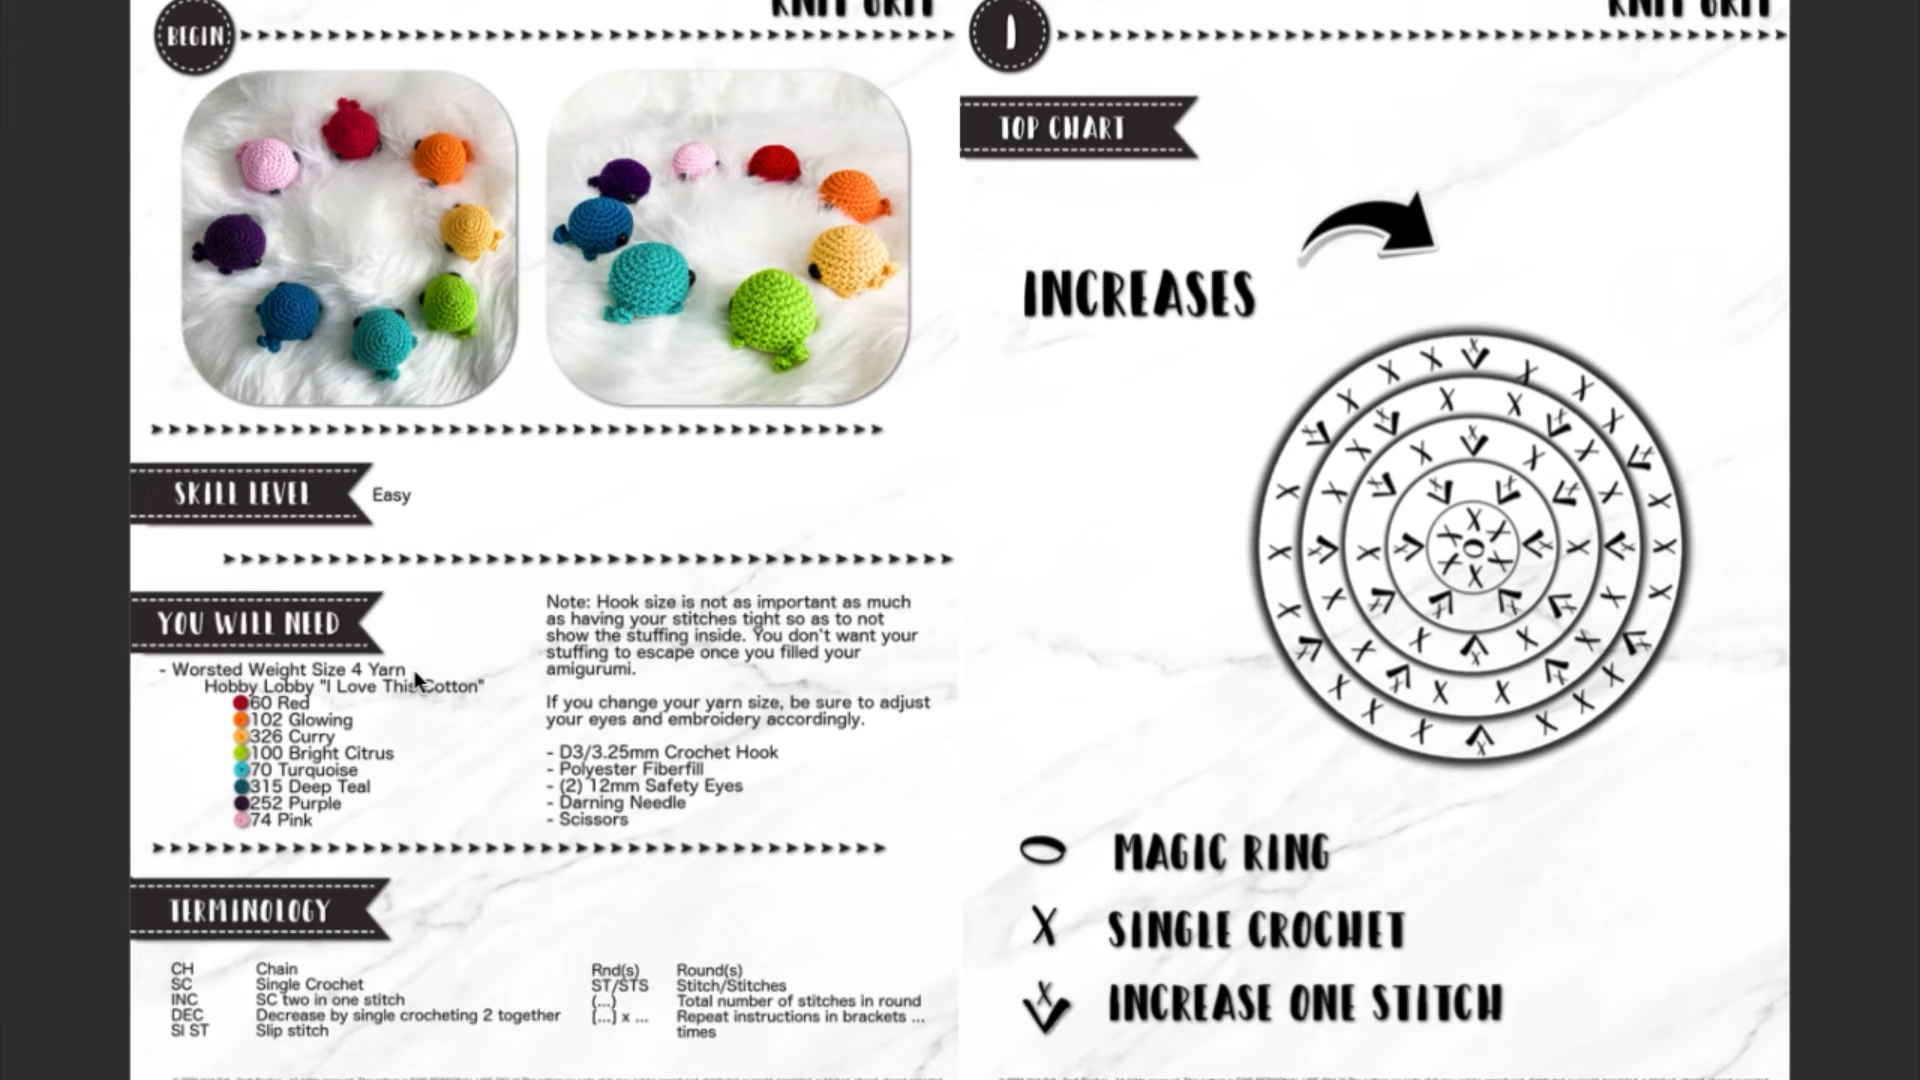 BEGIN
SKILL LEVEL
Easy
YOU WILL NEED
- Worsted Weight Size 4 Yarn
Hobby Lobby "I Love This Cotton"
60 Red
102 Glowing
326 Curry
100 Bright Citrus
70 Turquoise
315 Deep Teal
252 Purple
74 Pink
Note: Hook size is not as important as much
as having your stitches tight so as to not
show the stuffing inside. You don't want your
stuffing to escape once you filled your
amigurumi.
If you change your yarn size, be sure to adjust
your eyes and embroidery accordingly.
- D3/3.25mm Crochet Hook
- Polyester Fiberfill
- (2) 12mm Safety Eyes
- Darning Needle
- Scissors
TERMINOLOGY
CH Chain
SC Single Crochet
INC SC two in one stitch
DEC Decrease by single crocheting 2 together
Sl ST Slip stitch
Rnd(s) Round(s)
ST/STS Stitch/Stitches
(...) Total number of stitches in round
[...] x ... Repeat instructions in brackets ...
times
1
TOP CHART
INCREASES
MAGIC RING
X SINGLE CROCHET
INCREASE ONE STITCH